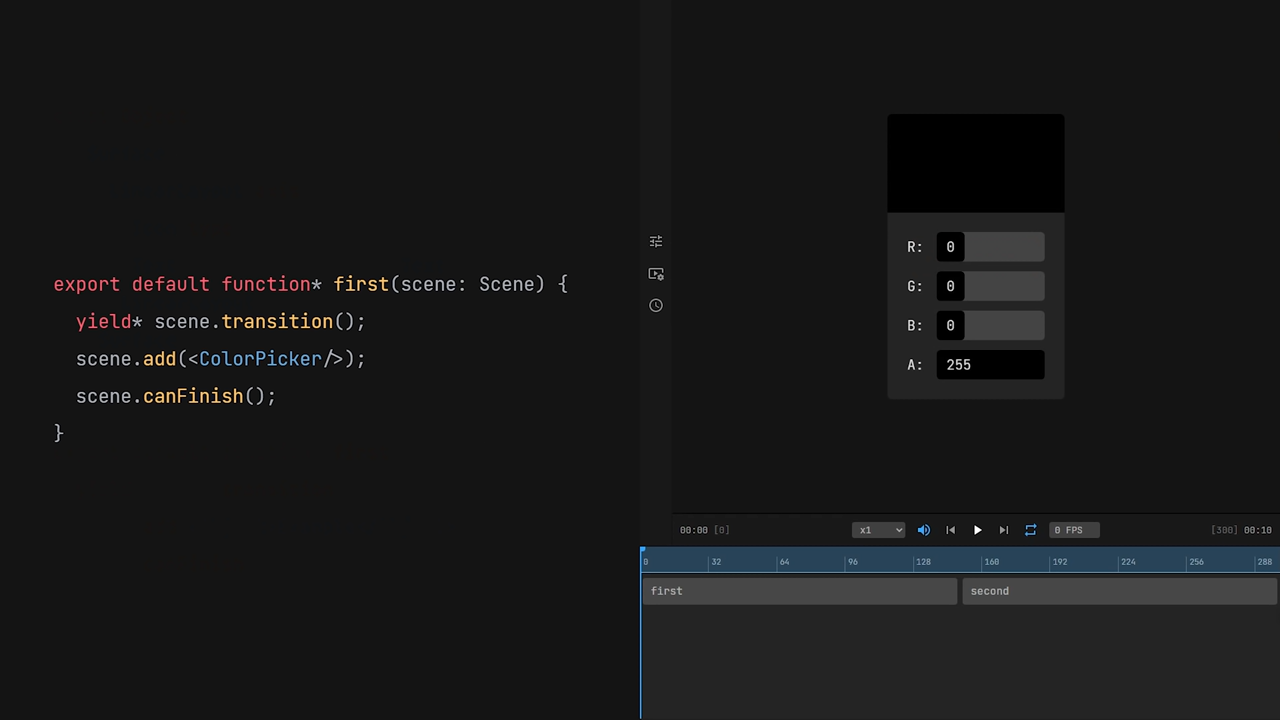 export default function* first(scene: Scene) {
yield* scene.transition();
scene.add(<ColorPicker/>);
scene.canFinish();
}
R: 0
G: 0
B: 0
A: 255
00:00 [0] x1 0 FPS [300] 00:10
0 32 64 96 128 160 192 224 256 288
first second